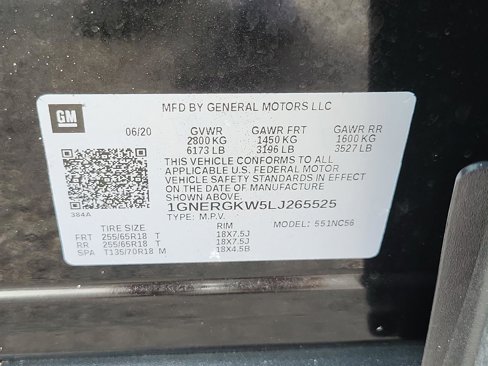 GM
MFD BY GENERAL MOTORS LLC
06/20 GVWR GAWR FRT GAWR RR
2800 KG 1450 KG 1600 KG
6173 LB 3196 LB 3527 LB
THIS VEHICLE CONFORMS TO ALL
APPLICABLE U.S. FEDERAL MOTOR
VEHICLE SAFETY STANDARDS IN EFFECT
ON THE DATE OF MANUFACTURE
SHOWN ABOVE.
384A 1GNERGKW5LJ265525
TYPE: M.P.V. MODEL: 551NC56
TIRE SIZE RIM
FRT 255/65R18 T 18X7.5J
RR 255/65R18 T 18X7.5J
SPA T135/70R18 M 18X4.5B